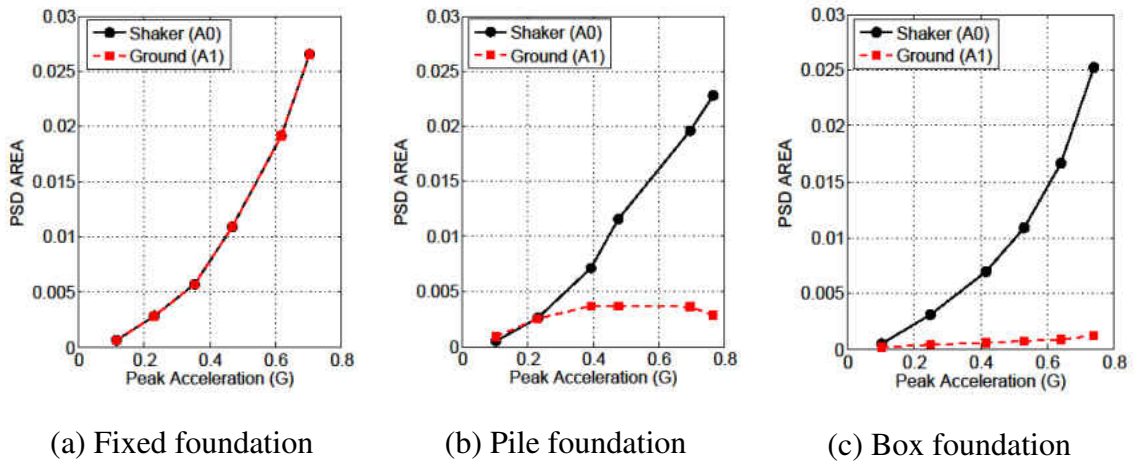 0.03
Shaker (A0)
Ground (A1)
0.025
0.02
0.015
0.01
0.005
0
PSD AREA
0 0.2 0.4 0.6 0.8
Peak Acceleration (G)
(a) Fixed foundation
0.03
Shaker (A0)
Ground (A1)
0.025
0.02
0.015
0.01
0.005
0
PSD AREA
0 0.2 0.4 0.6 0.8
Peak Acceleration (G)
(b) Pile foundation
0.03
Shaker (A0)
Ground (A1)
0.025
0.02
0.015
0.01
0.005
0
PSD AREA
0 0.2 0.4 0.6 0.8
Peak Acceleration (G)
(c) Box foundation